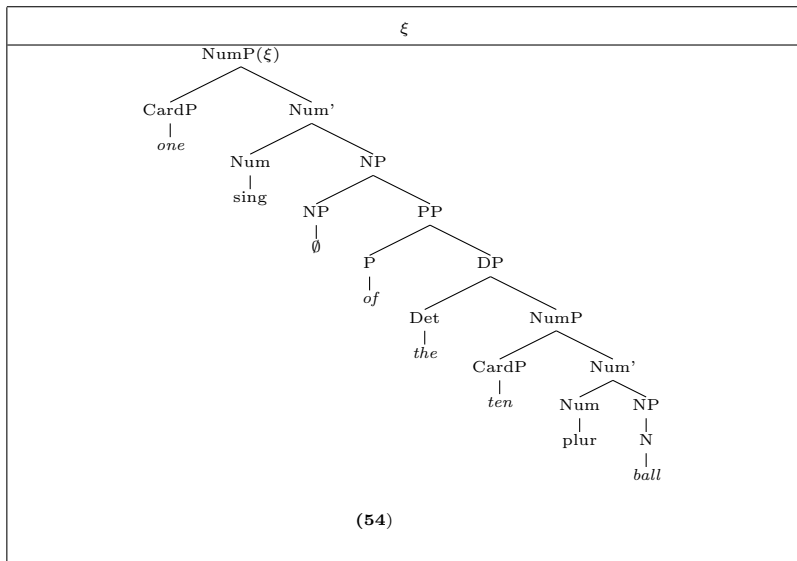 ξ
NumP(ξ)
CardP Num'
one
Num NP
sing
NP PP
∅
P DP
of
Det NumP
the
CardP Num'
ten
Num NP
plur N
ball
(54)